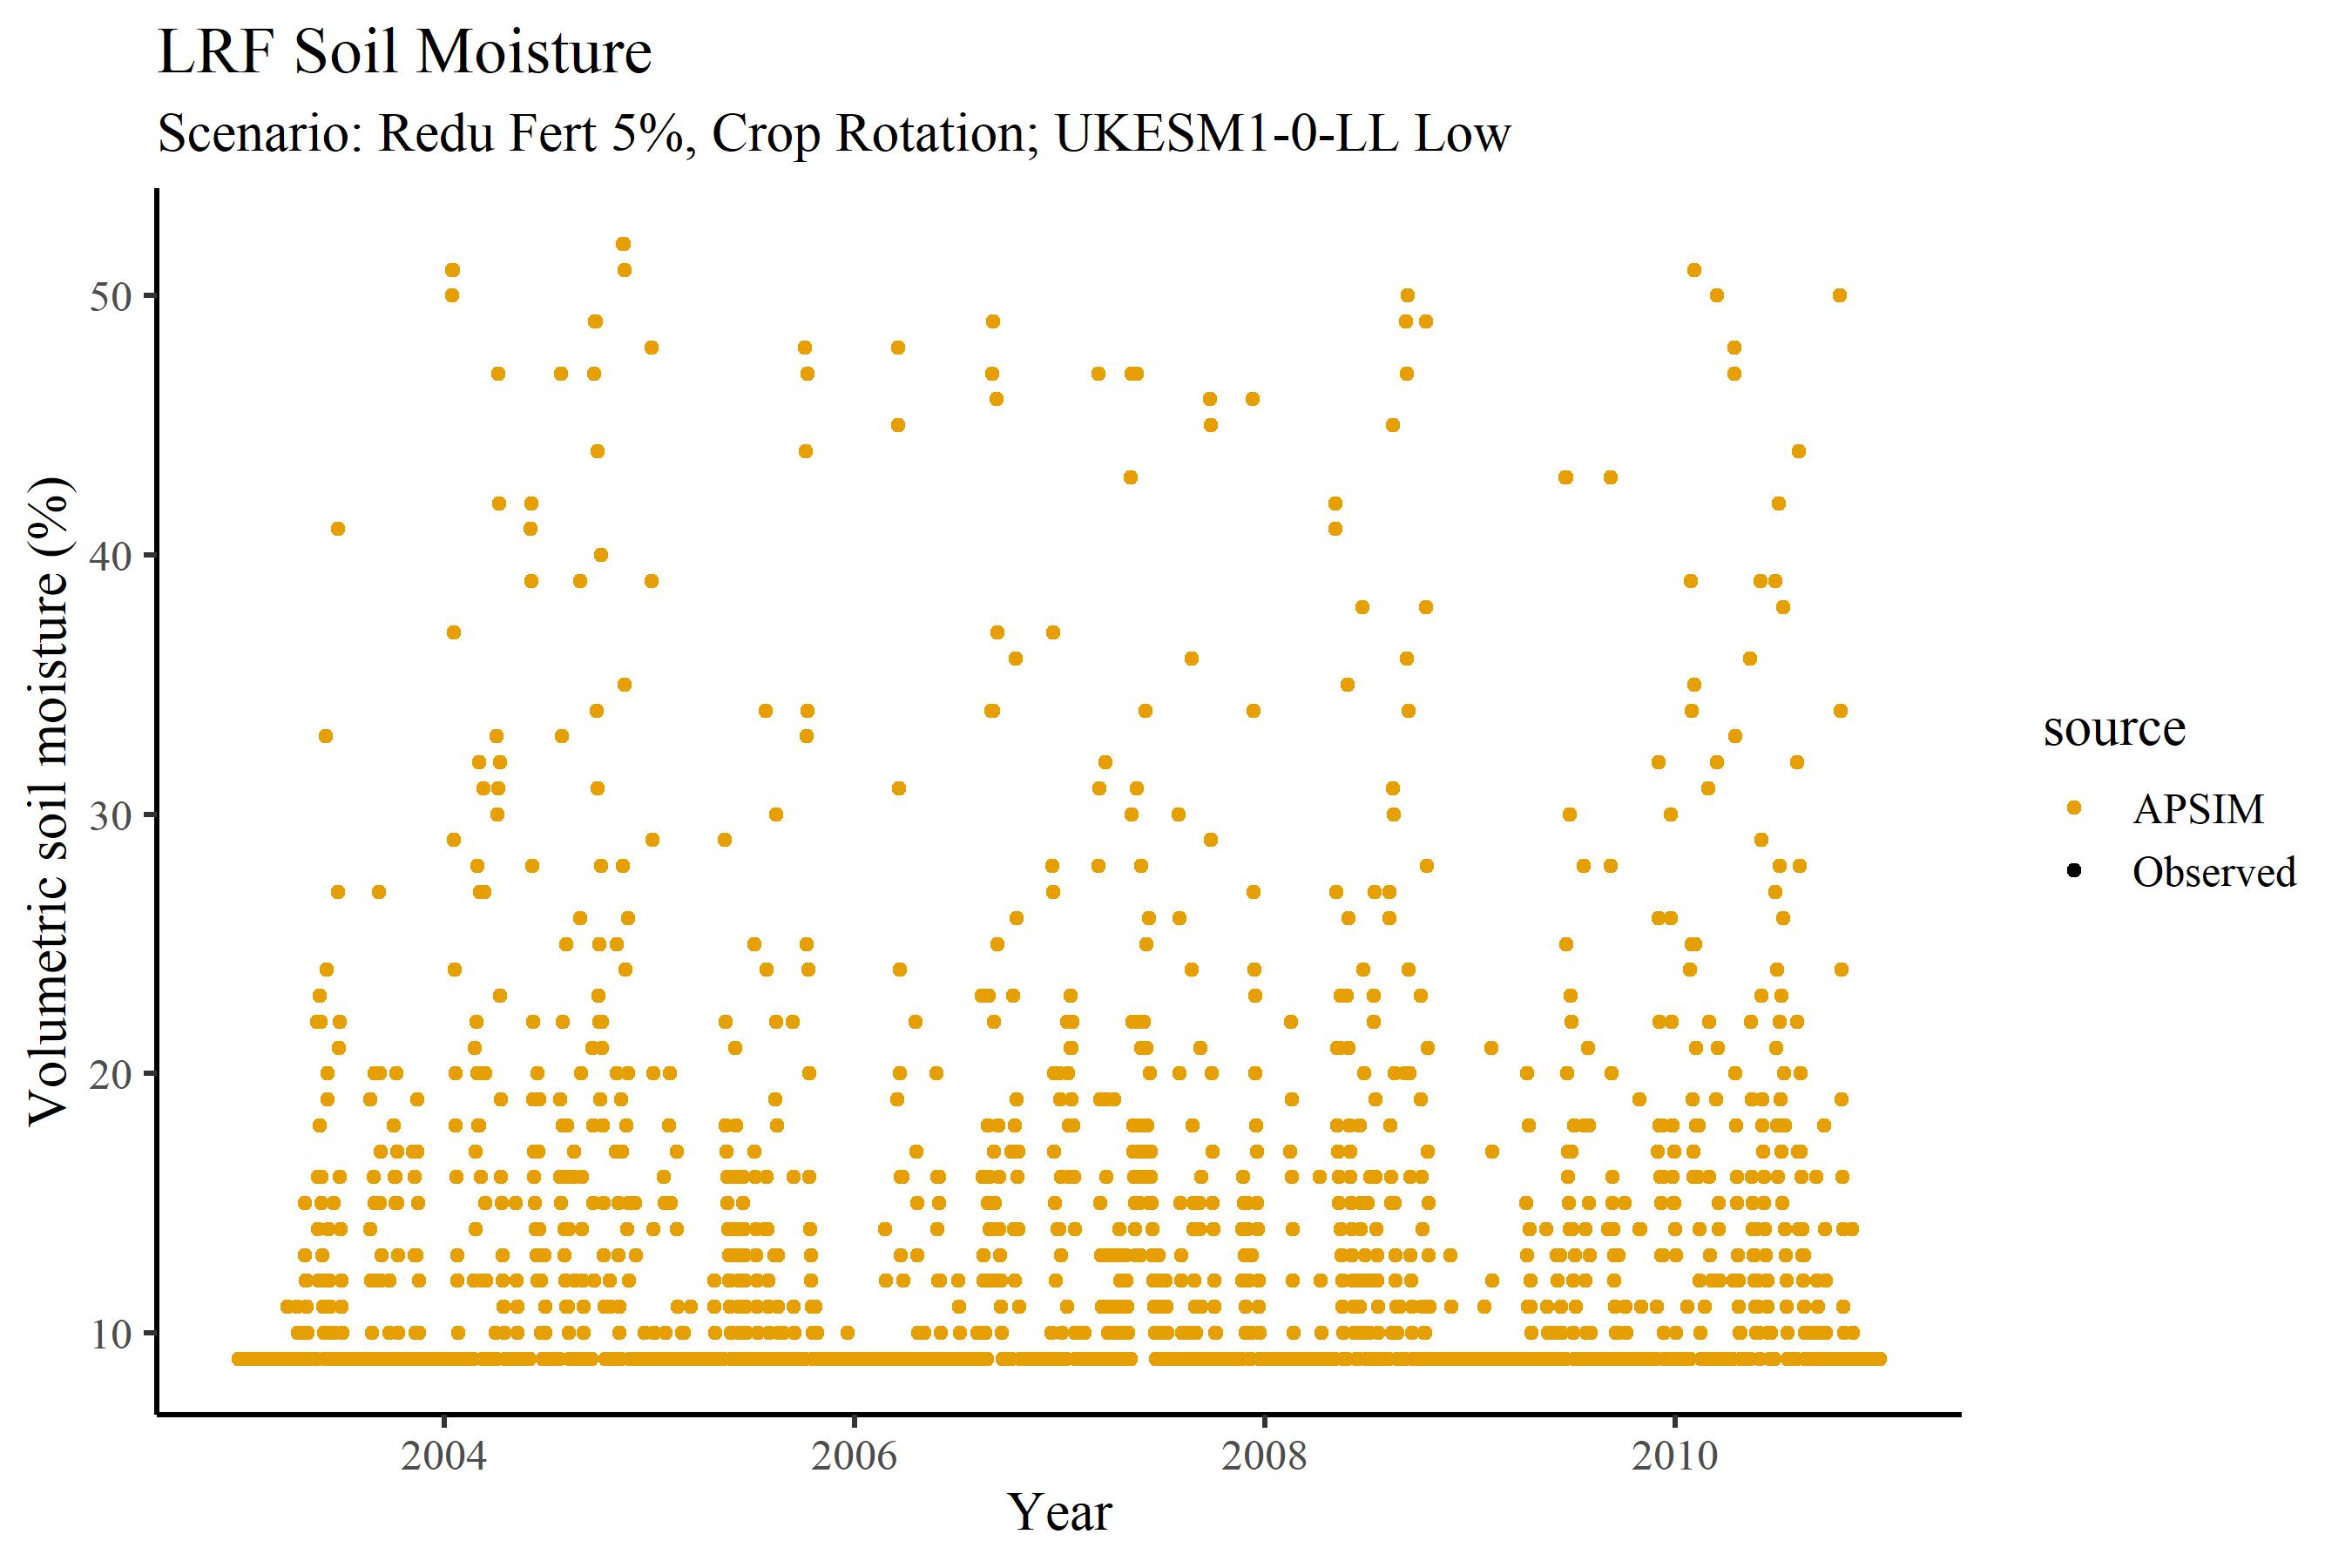 LRF Soil Moisture
Scenario: Redu Fert 5%, Crop Rotation; UKESM1-0-LL Low
Volumetric soil moisture (%)
50
40
30
20
10
2004 2006 2008 2010
Year
source
APSIM
Observed